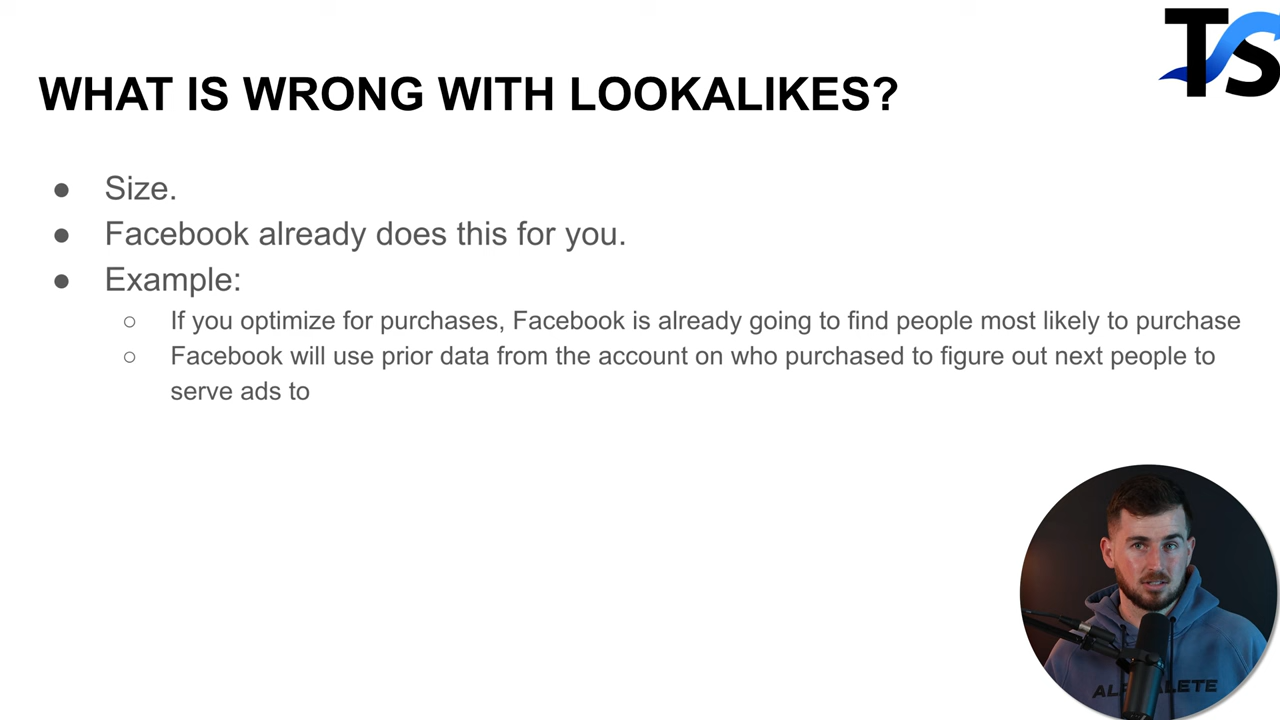 TS
WHAT IS WRONG WITH LOOKALIKES?
● Size.
● Facebook already does this for you.
● Example:
○ If you optimize for purchases, Facebook is already going to find people most likely to purchase
○ Facebook will use prior data from the account on who purchased to figure out next people to
serve ads to